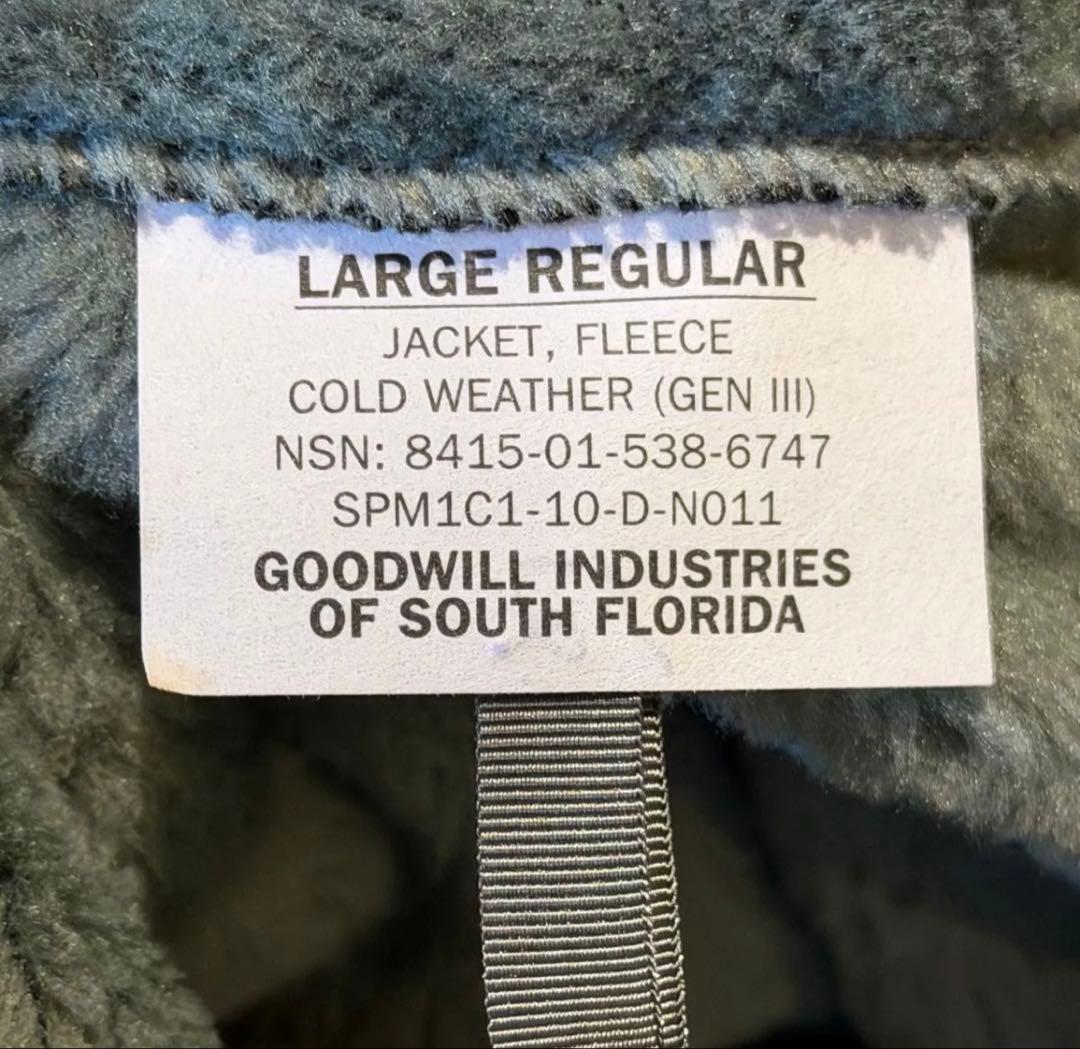 LARGE REGULAR
JACKET, FLEECE
COLD WEATHER (GEN III)
NSN: 8415-01-538-6747
SPM1C1-10-D-N011
GOODWILL INDUSTRIES
OF SOUTH FLORIDA